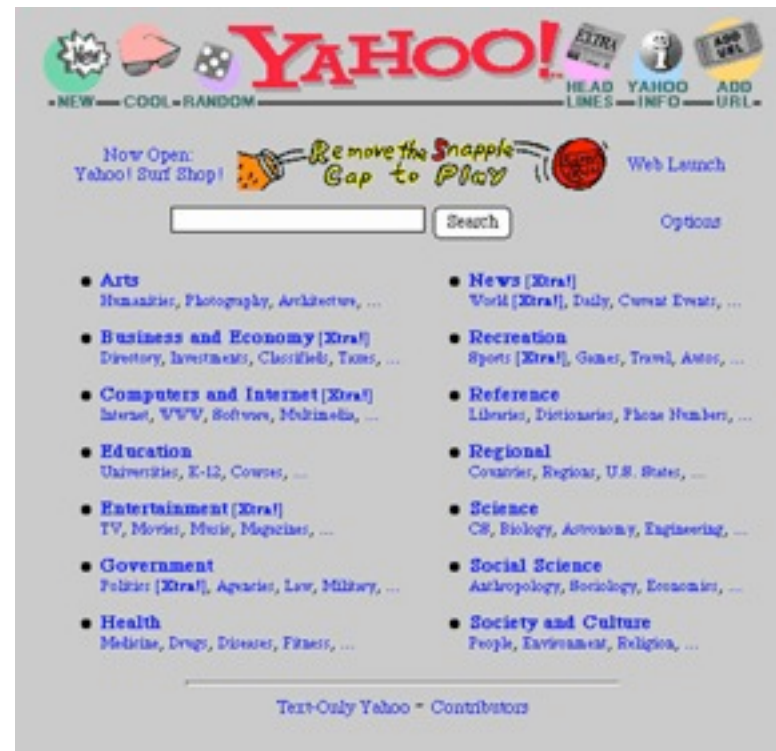 New
YAHOO!
EXTRA
i
ADD URL
NEW COOL RANDOM
HEAD LINES YAHOO INFO ADD URL
Now Open:
Yahoo! Surf Shop!
Remove the Snapple
Cap to Play
Web Launch
Search
Options
Arts
Humanities, Photography, Architecture, ...
Business and Economy [Xtra!]
Directory, Investments, Classifieds, Taxes, ...
Computers and Internet [Xtra!]
Internet, WWW, Software, Multimedia, ...
Education
Universities, K-12, Courses, ...
Entertainment [Xtra!]
TV, Movies, Music, Magazines, ...
Government
Politics [Xtra!], Agencies, Law, Military, ...
Health
Medicine, Drugs, Diseases, Fitness, ...
News [Xtra!]
World [Xtra!], Daily, Current Events, ...
Recreation
Sports [Xtra!], Games, Travel, Autos, ...
Reference
Libraries, Dictionaries, Phone Numbers, ...
Regional
Countries, Regions, U.S. States, ...
Science
CS, Biology, Astronomy, Engineering, ...
Social Science
Anthropology, Sociology, Economics, ...
Society and Culture
People, Environment, Religion, ...
Text-Only Yahoo - Contributors